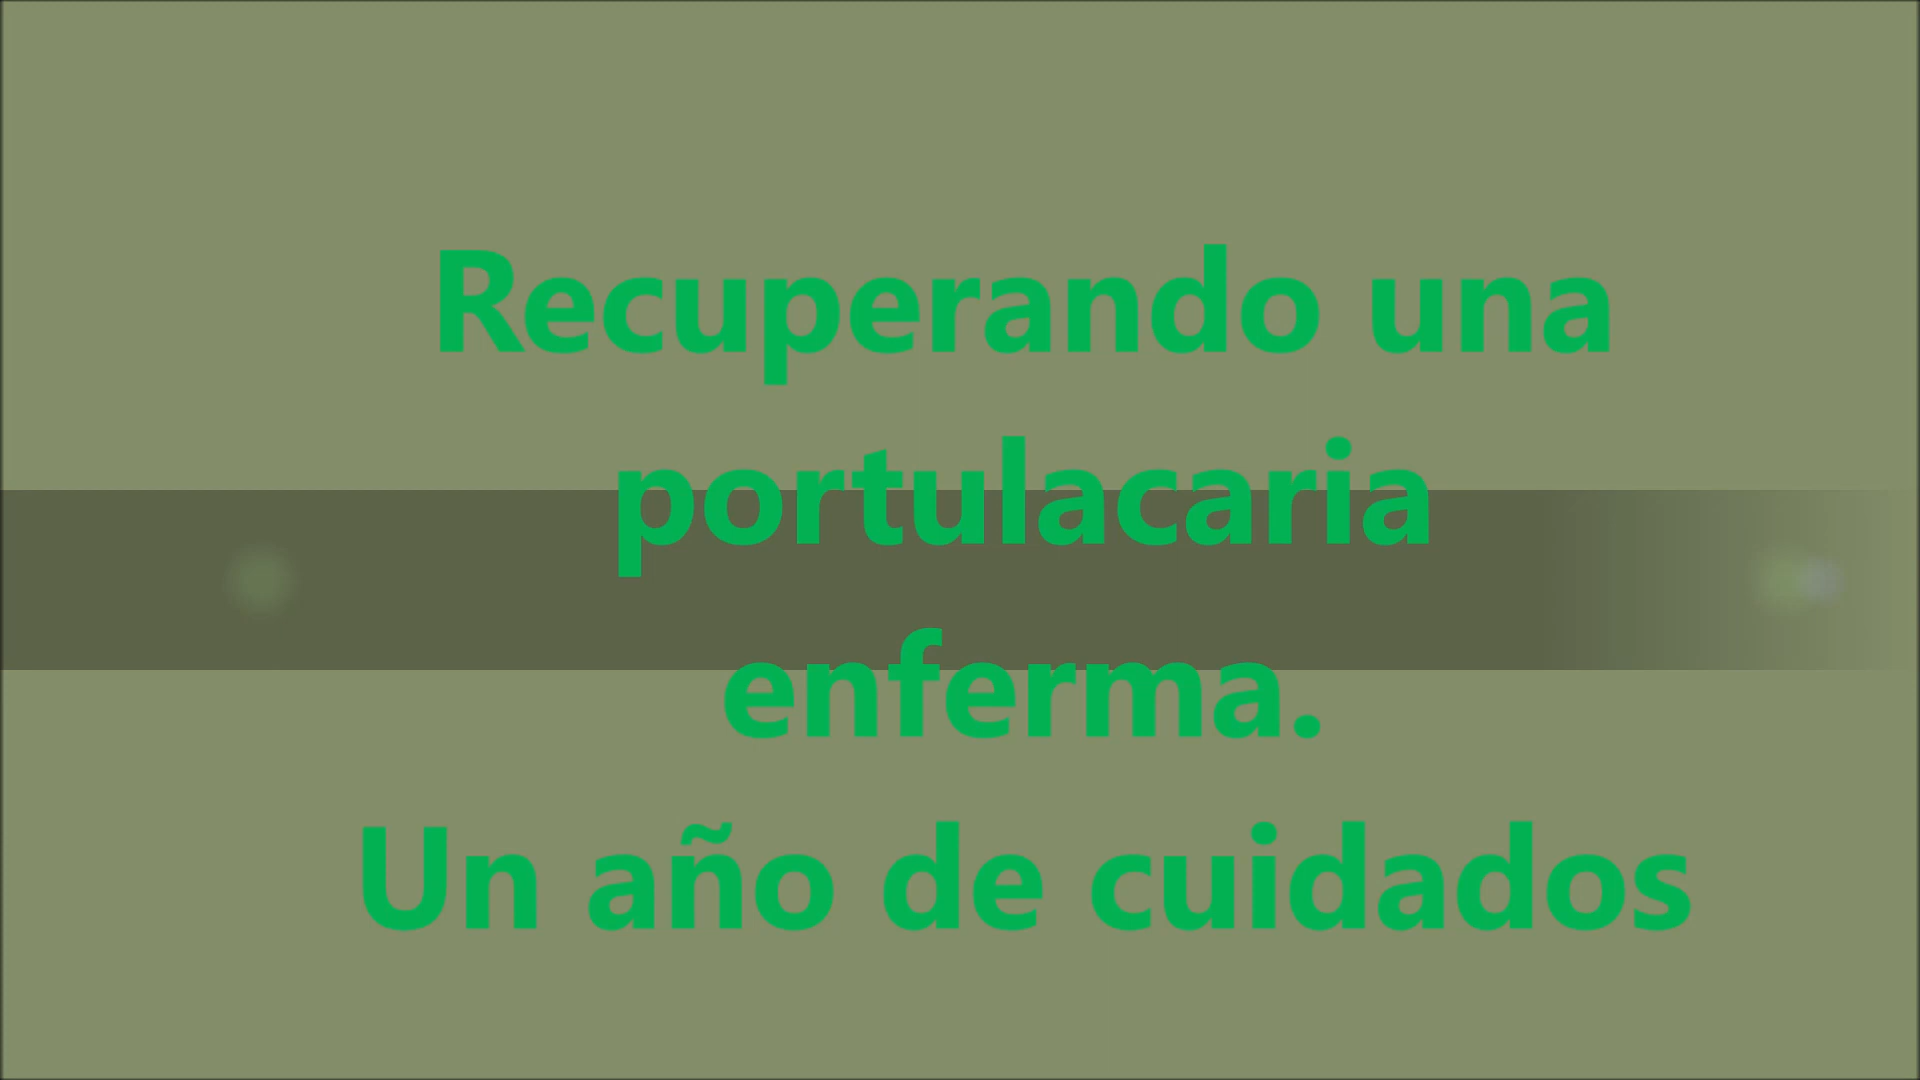 Recuperando una
portulacaria
enferma.
Un año de cuidados